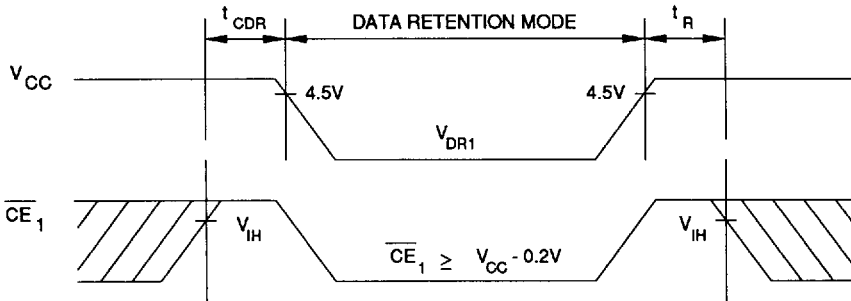 t CDR DATA RETENTION MODE t R
V CC
4.5V 4.5V
V DR1
CE 1
V IH V IH
CE 1 ≥ V CC - 0.2V